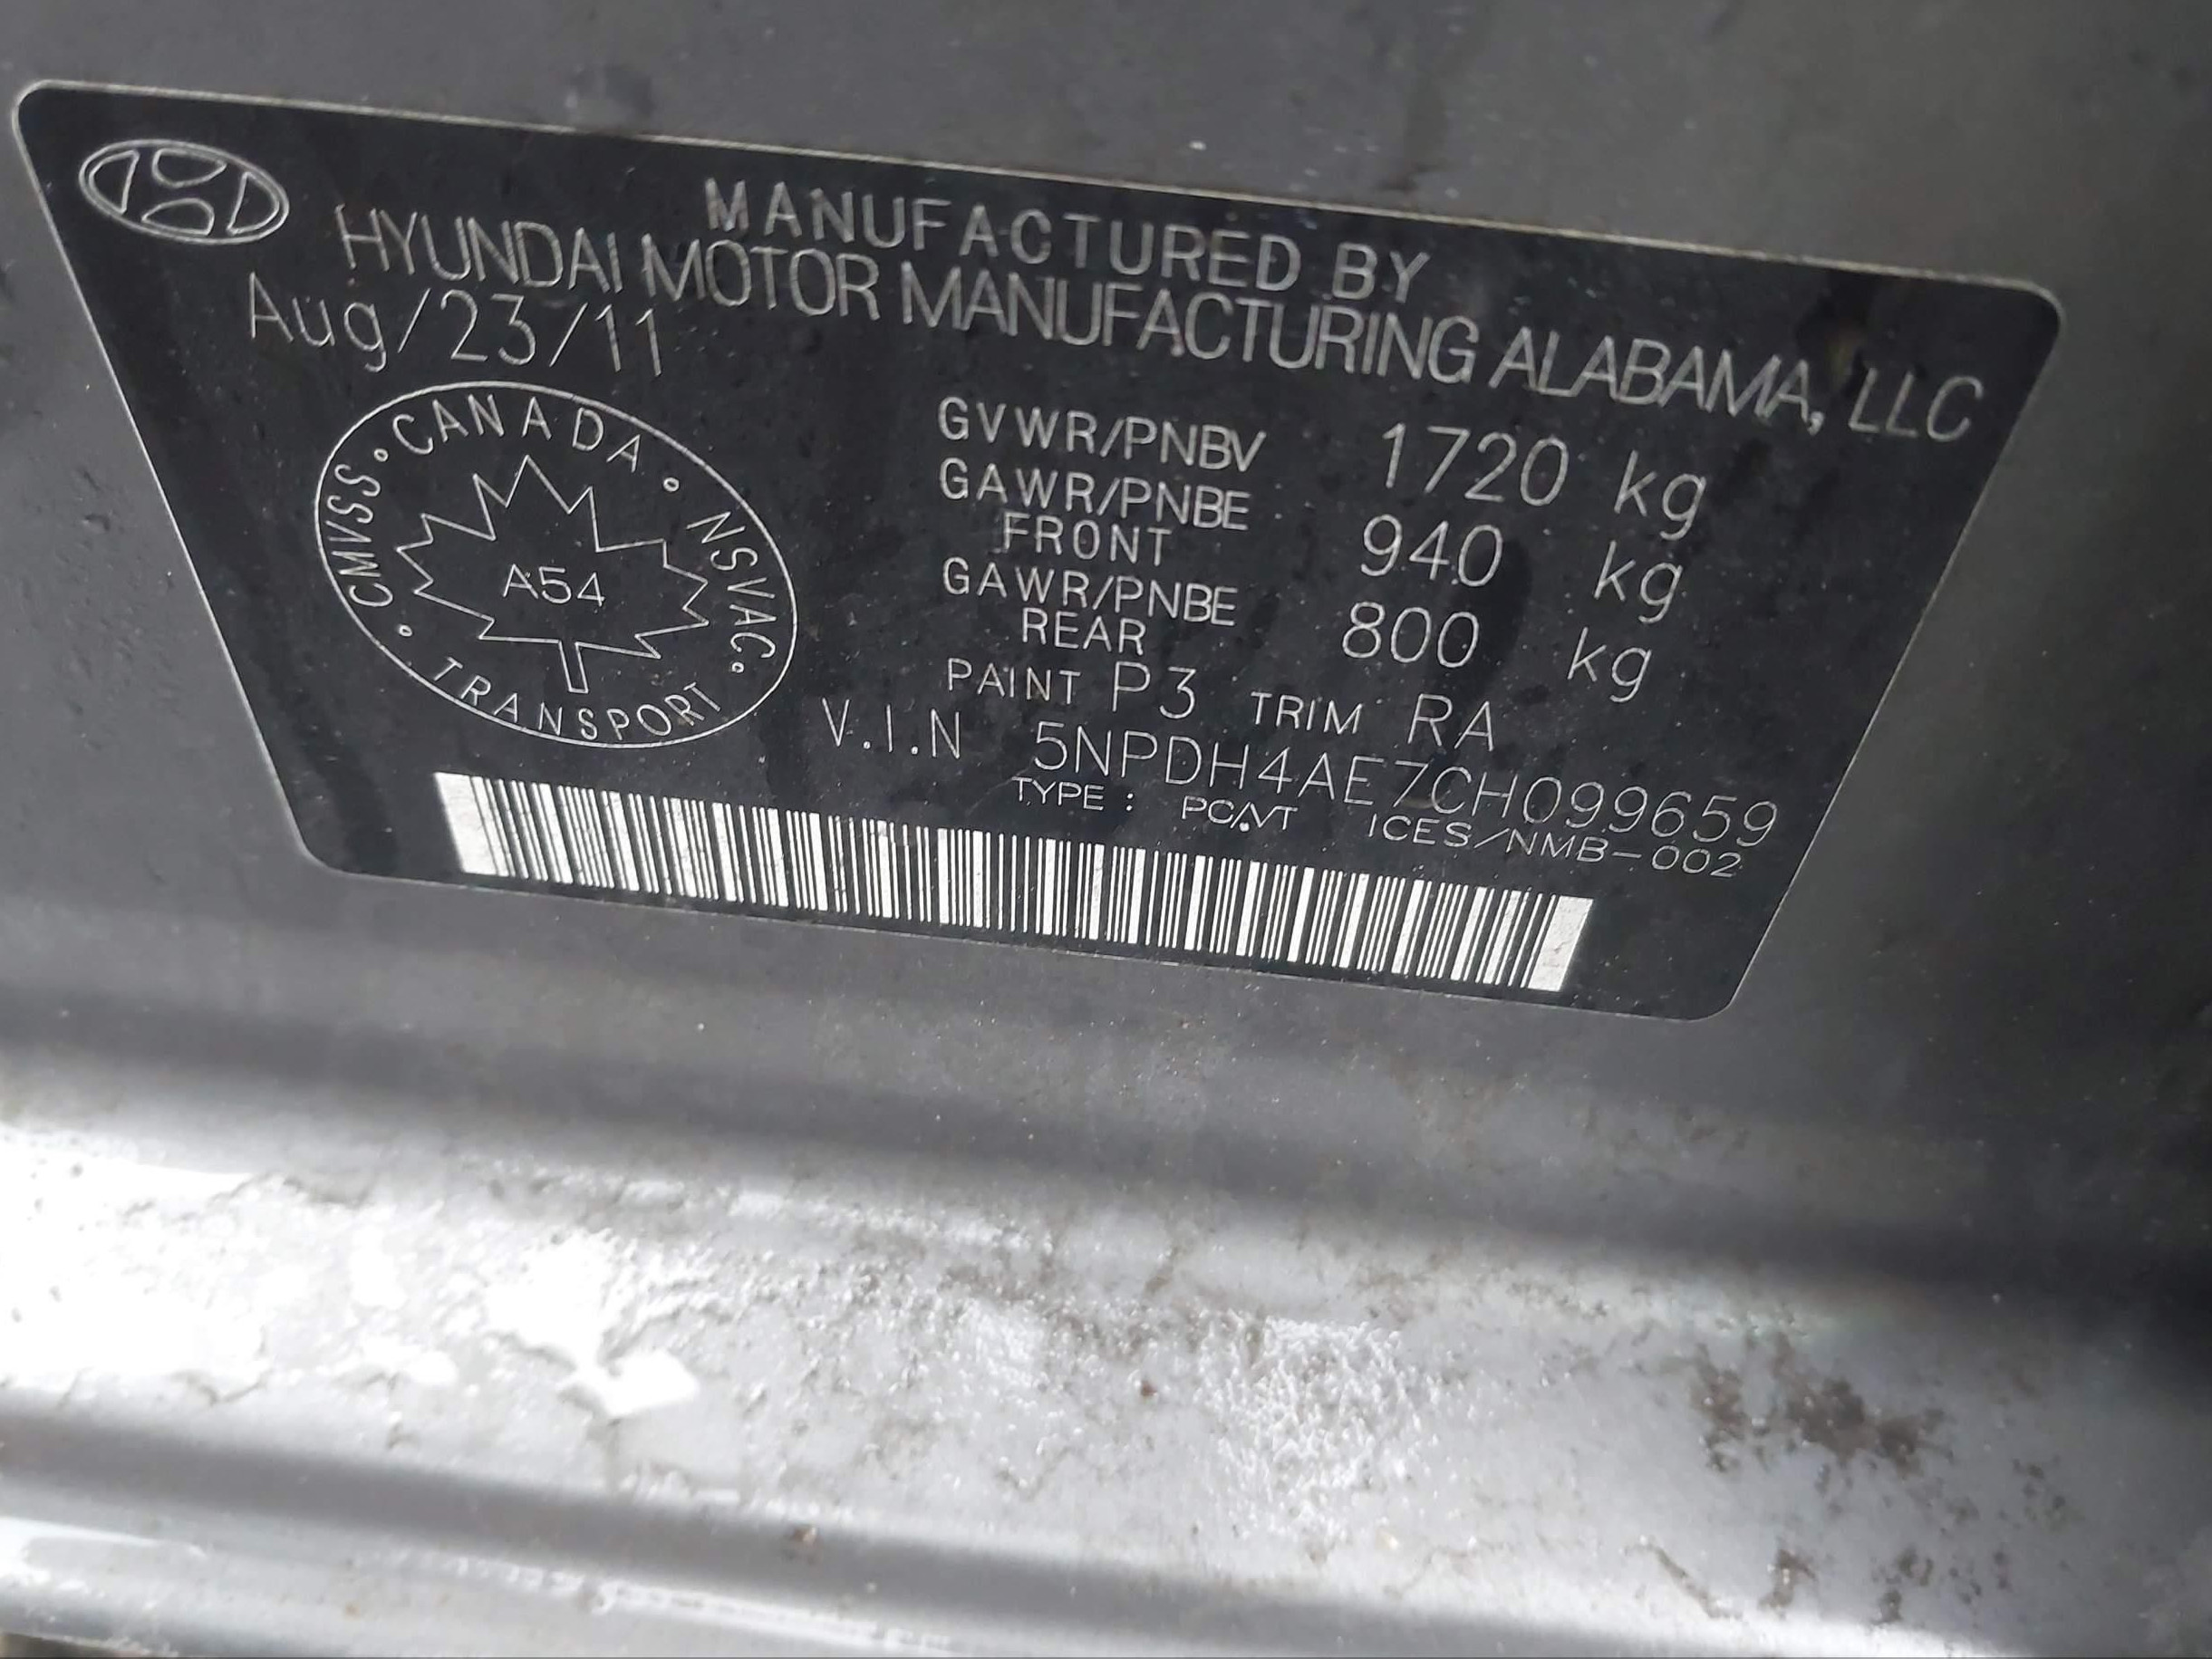 MANUFACTURED BY
HYUNDAI MOTOR MANUFACTURING ALABAMA, LLC
Aug/23/11
CANADA
CMVSS
NSVAC
TRANSPORT
A54
GVWR/PNBV 1720 kg
GAWR/PNBE FRONT 940 kg
GAWR/PNBE REAR 800 kg
PAINT P3 TRIM RA
V.I.N 5NPDH4AE7CH099659
TYPE : PC/VT ICES/NMB-002